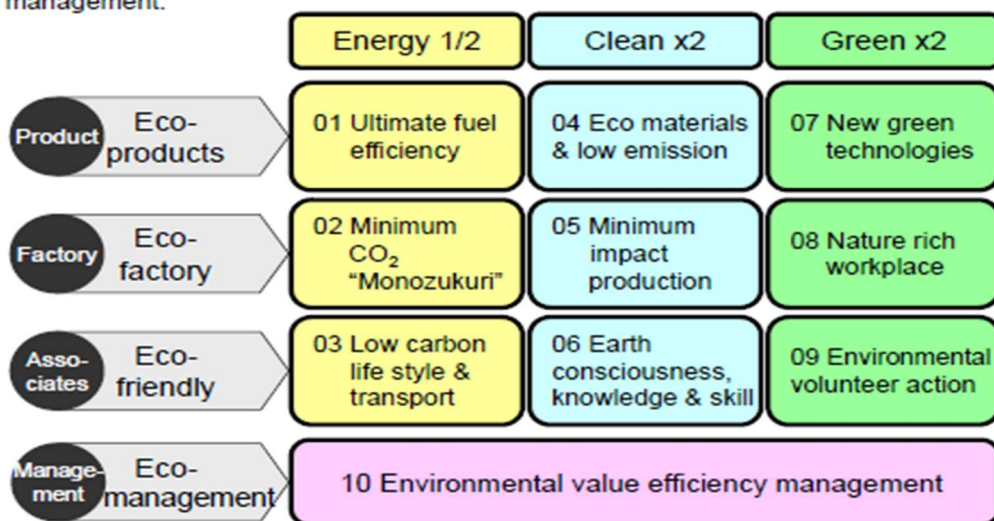 management.
Energy 1/2
Clean x2
Green x2
Product
Eco-
products
01 Ultimate fuel
efficiency
04 Eco materials
& low emission
07 New green
technologies
Factory
Eco-
factory
02 Minimum
CO₂
“Monozukuri”
05 Minimum
impact
production
08 Nature rich
workplace
Asso-
ciates
Eco-
friendly
03 Low carbon
life style &
transport
06 Earth
consciousness,
knowledge & skill
09 Environmental
volunteer action
Manage-
ment
Eco-
management
10 Environmental value efficiency management